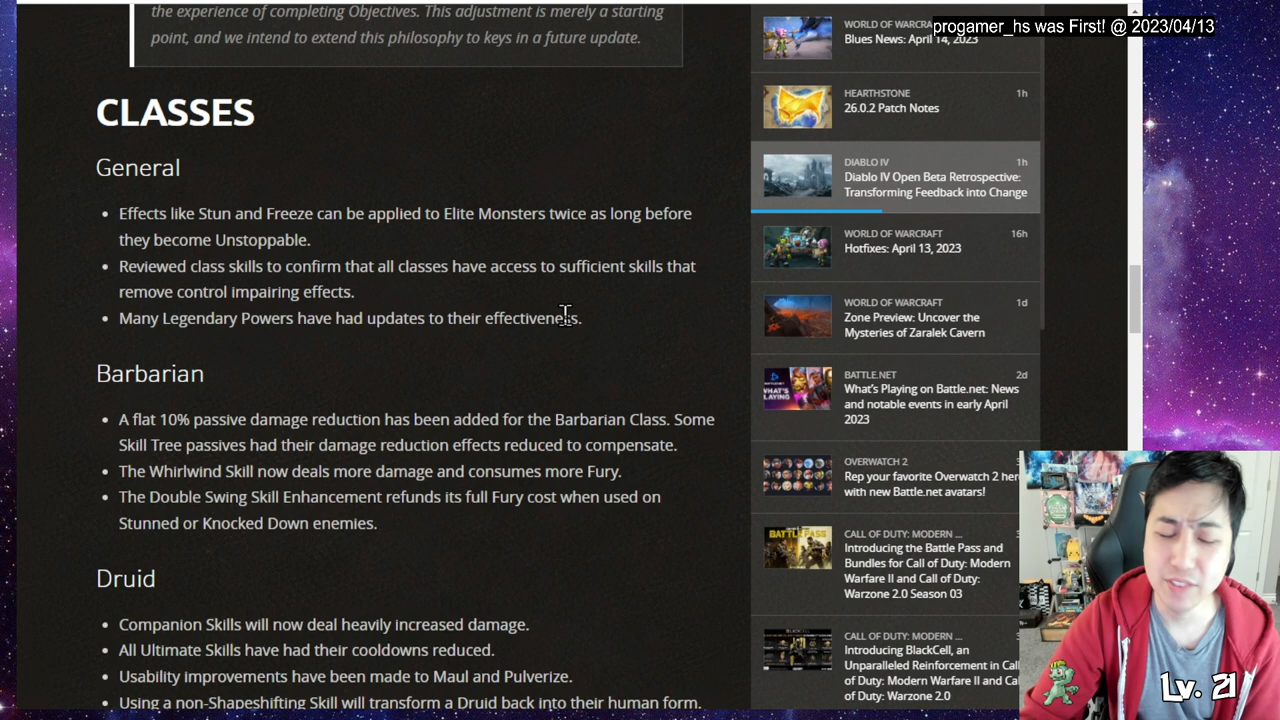 the experience of completing Objectives. This adjustment is merely a starting
point, and we intend to extend this philosophy to keys in a future update.
CLASSES
General
Effects like Stun and Freeze can be applied to Elite Monsters twice as long before
they become Unstoppable.
Reviewed class skills to confirm that all classes have access to sufficient skills that
remove control impairing effects.
Many Legendary Powers have had updates to their effectiveness.
Barbarian
A flat 10% passive damage reduction has been added for the Barbarian Class. Some
Skill Tree passives had their damage reduction effects reduced to compensate.
The Whirlwind Skill now deals more damage and consumes more Fury.
The Double Swing Skill Enhancement refunds its full Fury cost when used on
Stunned or Knocked Down enemies.
Druid
Companion Skills will now deal heavily increased damage.
All Ultimate Skills have had their cooldowns reduced.
Usability improvements have been made to Maul and Pulverize.
Using a non-Shapeshifting Skill will transform a Druid back into their human form.
WORLD OF WARCRA
progamer_hs was First! @ 2023/04/13
Blues News: April 14, 2023
HEARTHSTONE 1h
26.0.2 Patch Notes
DIABLO IV 1h
Diablo IV Open Beta Retrospective:
Transforming Feedback into Change
WORLD OF WARCRAFT 16h
Hotfixes: April 13, 2023
WORLD OF WARCRAFT 1d
Zone Preview: Uncover the
Mysteries of Zaralek Cavern
BATTLE.NET 2d
What's Playing on Battle.net: News
and notable events in early April
2023
OVERWATCH 2
Rep your favorite Overwatch 2 her
with new Battle.net avatars!
CALL OF DUTY: MODERN ...
Introducing the Battle Pass and
Bundles for Call of Duty: Modern
Warfare II and Call of Duty:
Warzone 2.0 Season 03
CALL OF DUTY: MODERN ...
Introducing BlackCell, an
Unparalleled Reinforcement in Cal
of Duty: Modern Warfare II and Ca
of Duty: Warzone 2.0
Lv. 21